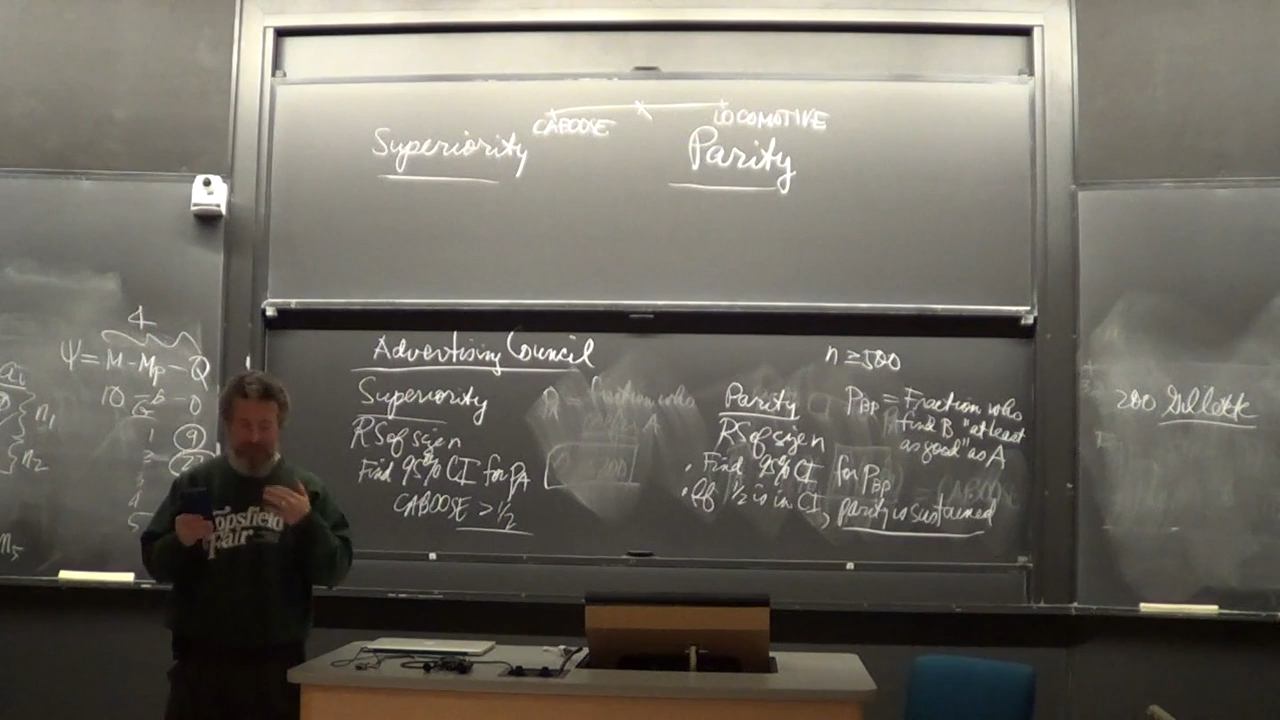 CABOOSE LOCOMOTIVE
Superiority Parity
4
Ψ = M - Mp - Q
10
0
n1
1 9
2
n2
3
4
5
n5
Advertising Council
Superiority
RS of size n
Find 95% CI for PA
CABOOSE > 1/2
n ≥ 500
Parity
RS of size n
• Find 95% CI for PBP
• If 1/2 is in CI, parity is sustained
PBP = Fraction who
find B "at least
as good" as A
200 Gillette
Topsfield
Fair